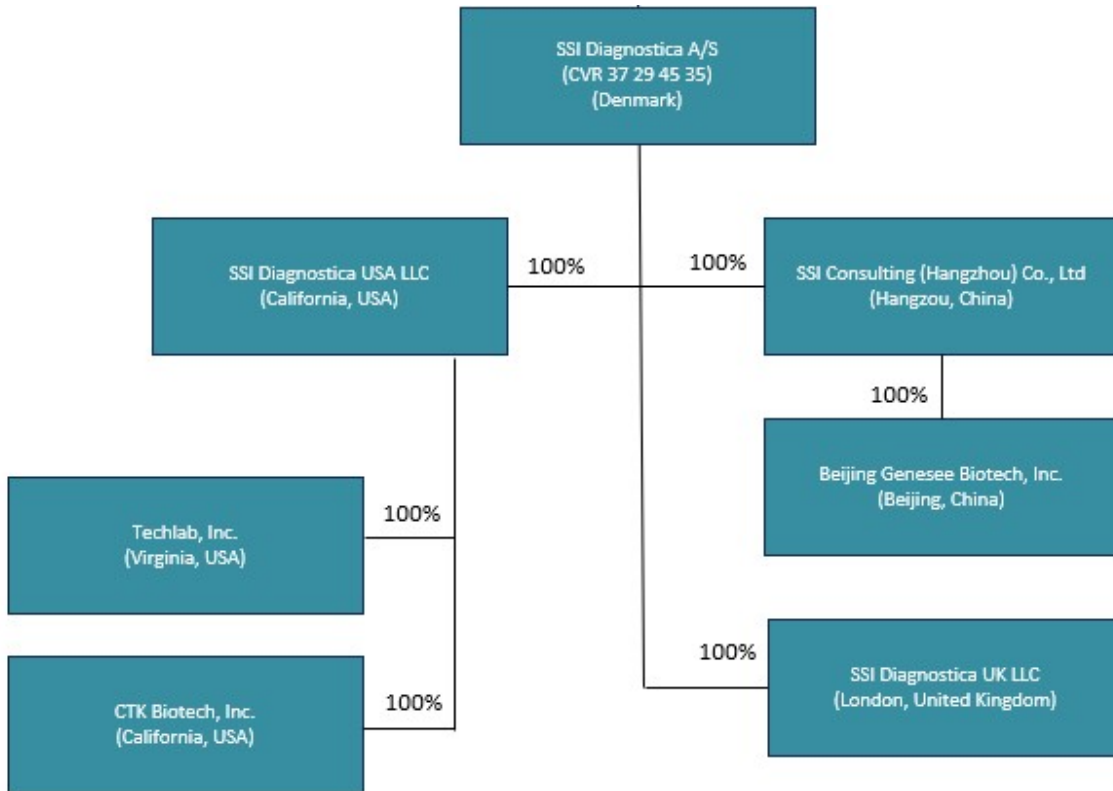 SSI Diagnostica A/S
(CVR 37 29 45 35)
(Denmark)
SSI Diagnostica USA LLC
(California, USA)
100%
100%
SSI Consulting (Hangzhou) Co., Ltd
(Hangzou, China)
100%
Beijing Genesee Biotech, Inc.
(Beijing, China)
Techlab, Inc.
(Virginia, USA)
100%
100%
SSI Diagnostica UK LLC
(London, United Kingdom)
CTK Biotech, Inc.
(California, USA)
100%